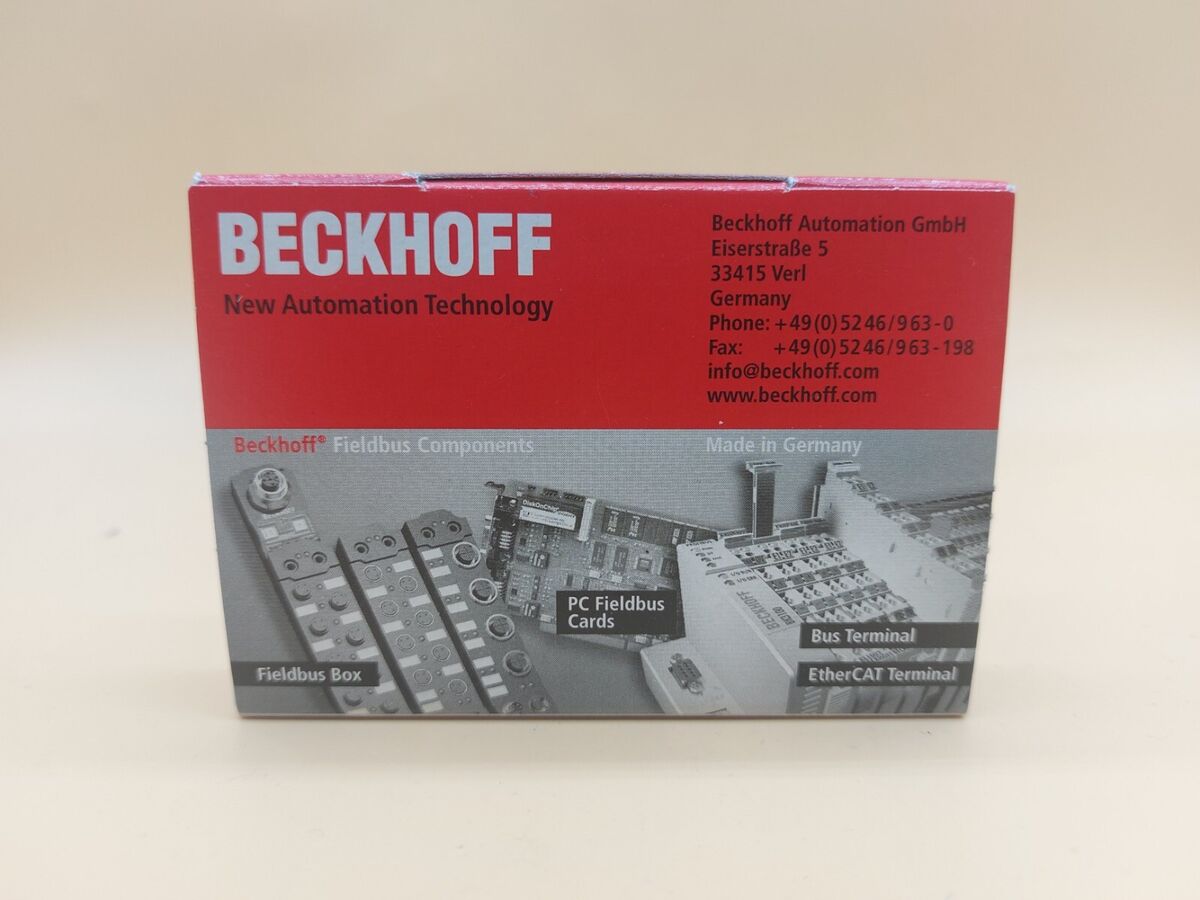 BECKHOFF
New Automation Technology
Beckhoff Automation GmbH
Eiserstraße 5
33415 Verl
Germany
Phone: +49(0)5246/963-0
Fax: +49(0)5246/963-198
info@beckhoff.com
www.beckhoff.com
Beckhoff® Fieldbus Components
Made in Germany
DiskOnChip
BECKHOFF
PC Fieldbus
Cards
Bus Terminal
Fieldbus Box
EtherCAT Terminal